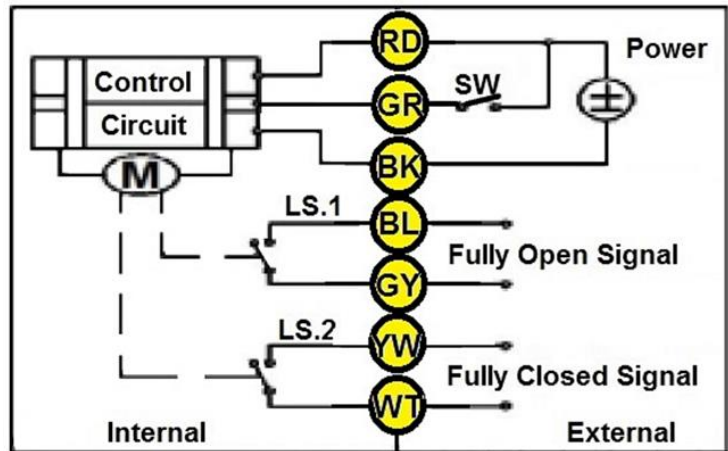 RD
Power
Control
SW
GR
Circuit
BK
M
LS.1
BL
Fully Open Signal
GY
LS.2
YW
Fully Closed Signal
WT
Internal
External